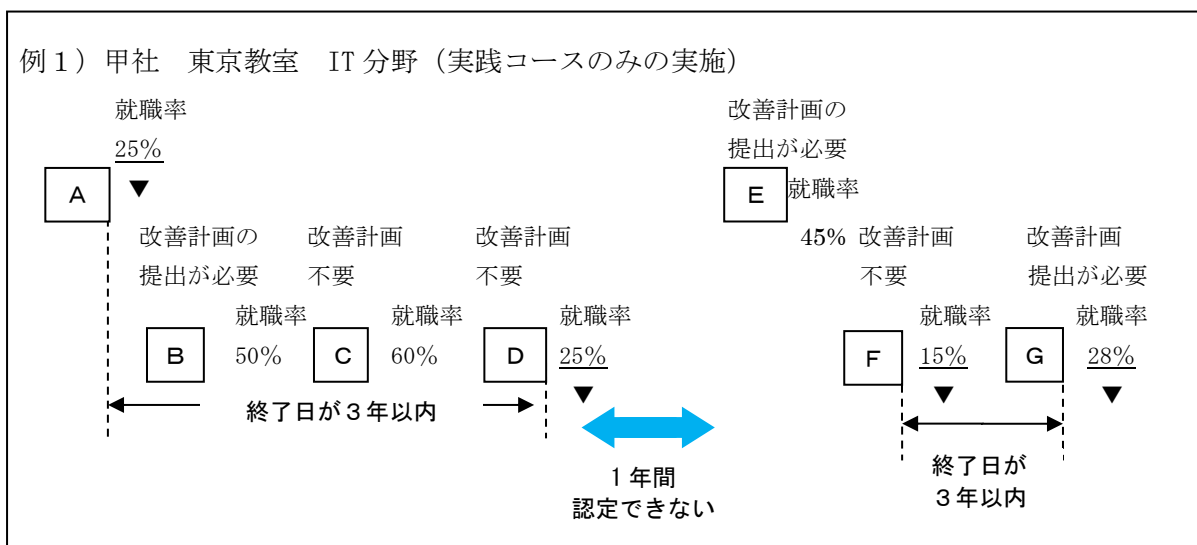 例1）甲社　東京教室　IT 分野（実践コースのみの実施）
就職率
25%
▼
A
改善計画の
提出が必要
E
就職率
45%
改善計画の
提出が必要
就職率
50%
B
改善計画
不要
就職率
60%
C
改善計画
不要
就職率
25%
▼
D
改善計画
不要
就職率
15%
▼
F
改善計画
提出が必要
就職率
28%
▼
G
終了日が３年以内
１年間
認定できない
終了日が
３年以内